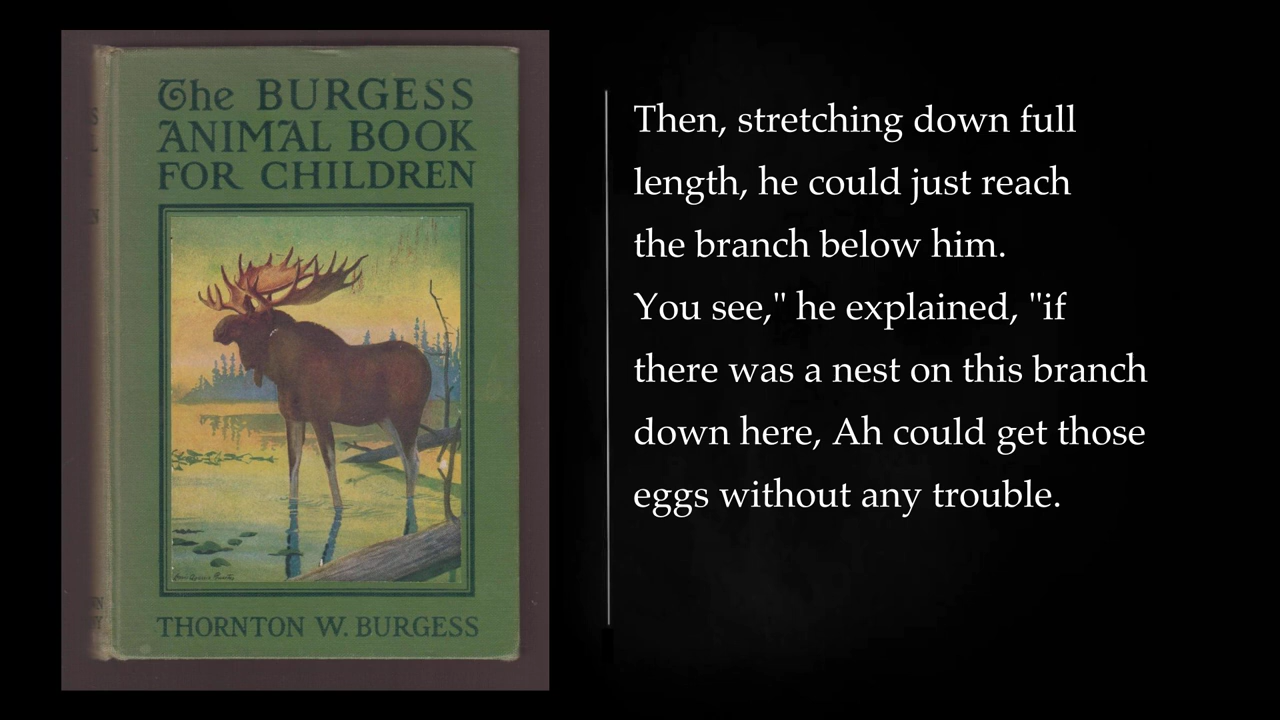 The BURGESS
ANIMAL BOOK
FOR CHILDREN
THORNTON W. BURGESS
Then, stretching down full
length, he could just reach
the branch below him.
You see," he explained, "if
there was a nest on this branch
down here, Ah could get those
eggs without any trouble.